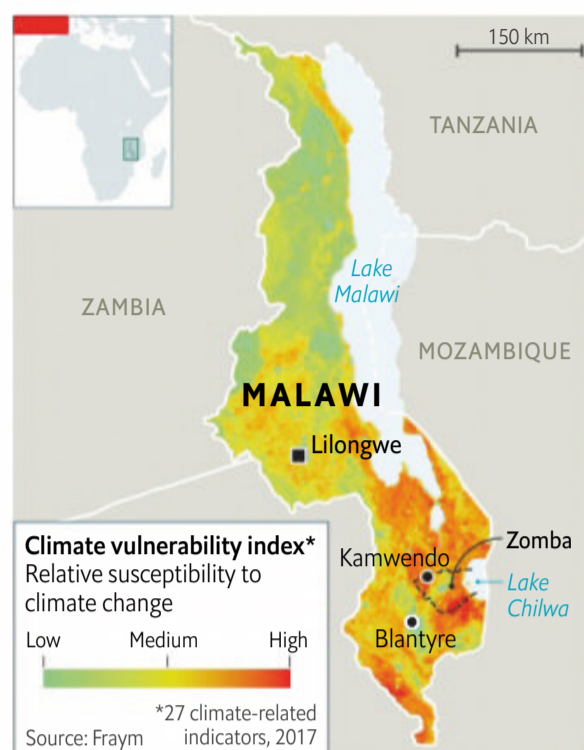 150 km
TANZANIA
Lake
Malawi
ZAMBIA
MOZAMBIQUE
MALAWI
Lilongwe
Zomba
Kamwendo
Lake
Chilwa
Blantyre
Climate vulnerability index*
Relative susceptibility to
climate change
Low Medium High
*27 climate-related
indicators, 2017
Source: Fraym